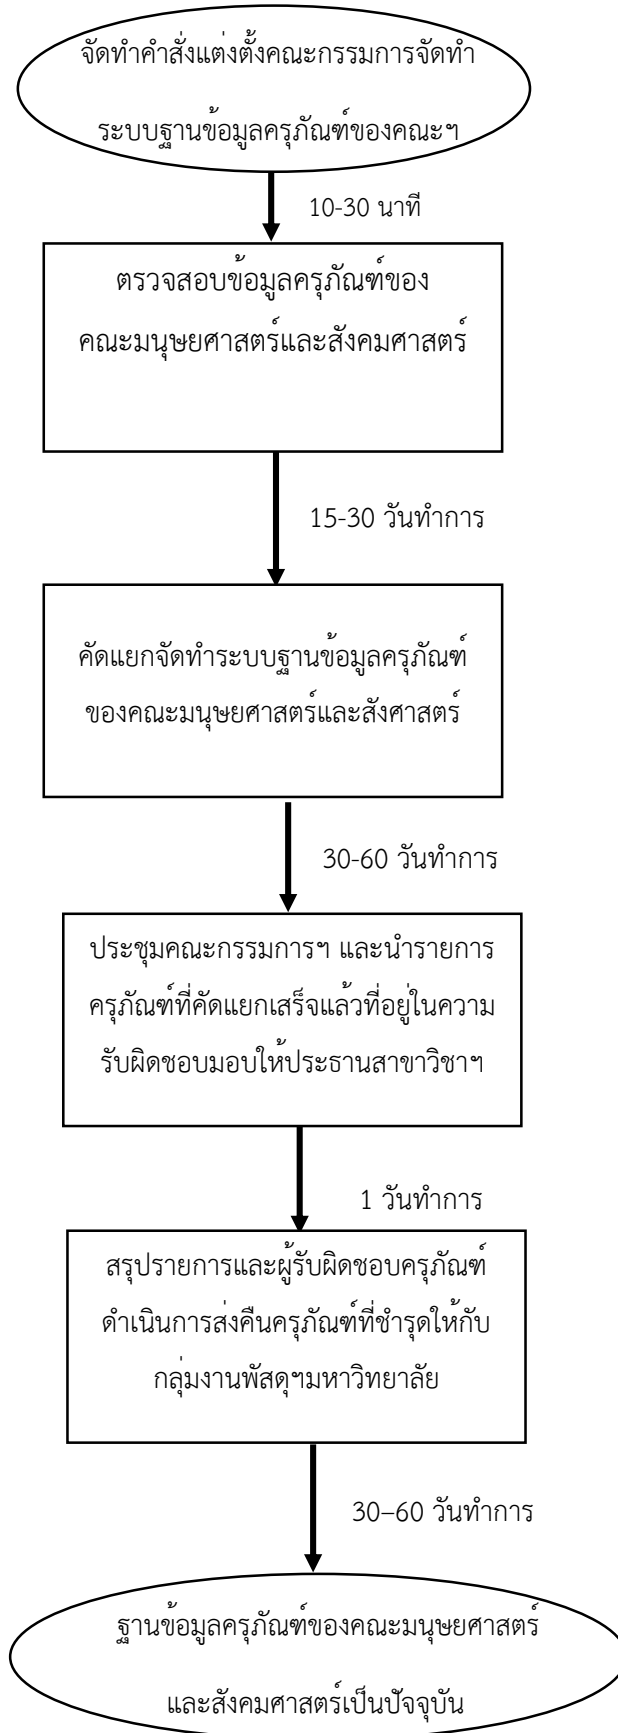 จัดทำคำสั่งแต่งตั้งคณะกรรมการจัดทำ
ระบบฐานข้อมูลครุภัณฑ์ของคณะฯ
10-30 นาที
ตรวจสอบข้อมูลครุภัณฑ์ของ
คณะมนุษยศาสตร์และสังคมศาสตร์
15-30 วันทำการ
คัดแยกจัดทำระบบฐานข้อมูลครุภัณฑ์
ของคณะมนุษยศาสตร์และสังศาสตร์
30-60 วันทำการ
ประชุมคณะกรรมการฯ และนำรายการ
ครุภัณฑ์ที่คัดแยกเสร็จแล้วที่อยู่ในความ
รับผิดชอบมอบให้ประธานสาขาวิชาฯ
1 วันทำการ
สรุปรายการและผู้รับผิดชอบครุภัณฑ์
ดำเนินการส่งคืนครุภัณฑ์ที่ชำรุดให้กับ
กลุ่มงานพัสดุฯมหาวิทยาลัย
30–60 วันทำการ
ฐานข้อมูลครุภัณฑ์ของคณะมนุษยศาสตร์
และสังคมศาสตร์เป็นปัจจุบัน